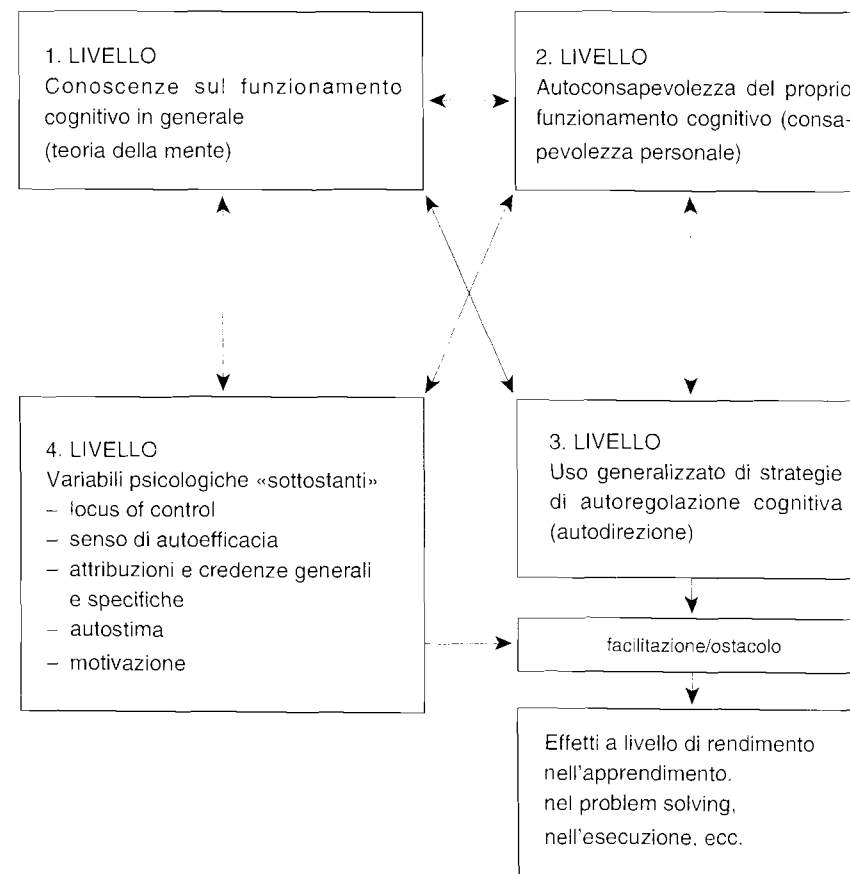 1. LIVELLO
Conoscenze sul funzionamento
cognitivo in generale
(teoria della mente)
2. LIVELLO
Autoconsapevolezza del proprio
funzionamento cognitivo (consa-
pevolezza personale)
4. LIVELLO
Variabili psicologiche «sottostanti»
– locus of control
– senso di autoefficacia
– attribuzioni e credenze generali
e specifiche
– autostima
– motivazione
3. LIVELLO
Uso generalizzato di strategie
di autoregolazione cognitiva
(autodirezione)
facilitazione/ostacolo
Effetti a livello di rendimento
nell'apprendimento.
nel problem solving,
nell'esecuzione, ecc.